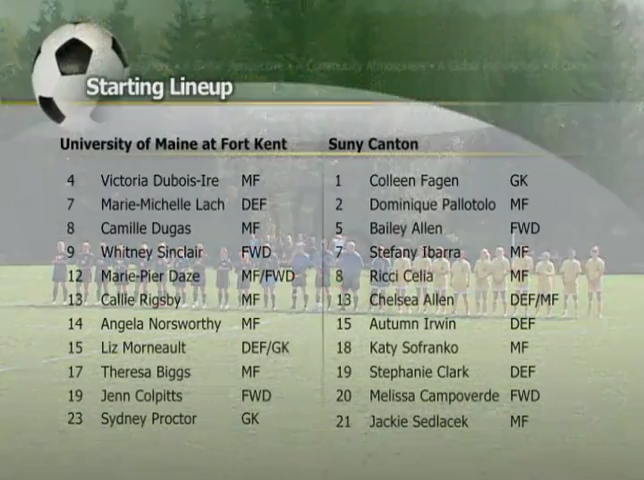 A Community Atmosphere • A Global
Starting Lineup
University of Maine at Fort Kent Suny Canton
4 Victoria Dubois-Ire MF 1 Colleen Fagen GK
7 Marie-Michelle Lach DEF 2 Dominique Pallotolo MF
8 Camille Dugas MF 5 Bailey Allen FWD
9 Whitney Sinclair FWD 7 Stefany Ibarra MF
12 Marie-Pier Daze MF/FWD 8 Ricci Celia MF
13 Callie Rigsby MF 13 Chelsea Allen DEF/MF
14 Angela Norsworthy MF 15 Autumn Irwin DEF
15 Liz Morneault DEF/GK 18 Katy Sofranko MF
17 Theresa Biggs MF 19 Stephanie Clark DEF
19 Jenn Colpitts FWD 20 Melissa Campoverde FWD
23 Sydney Proctor GK 21 Jackie Sedlacek MF